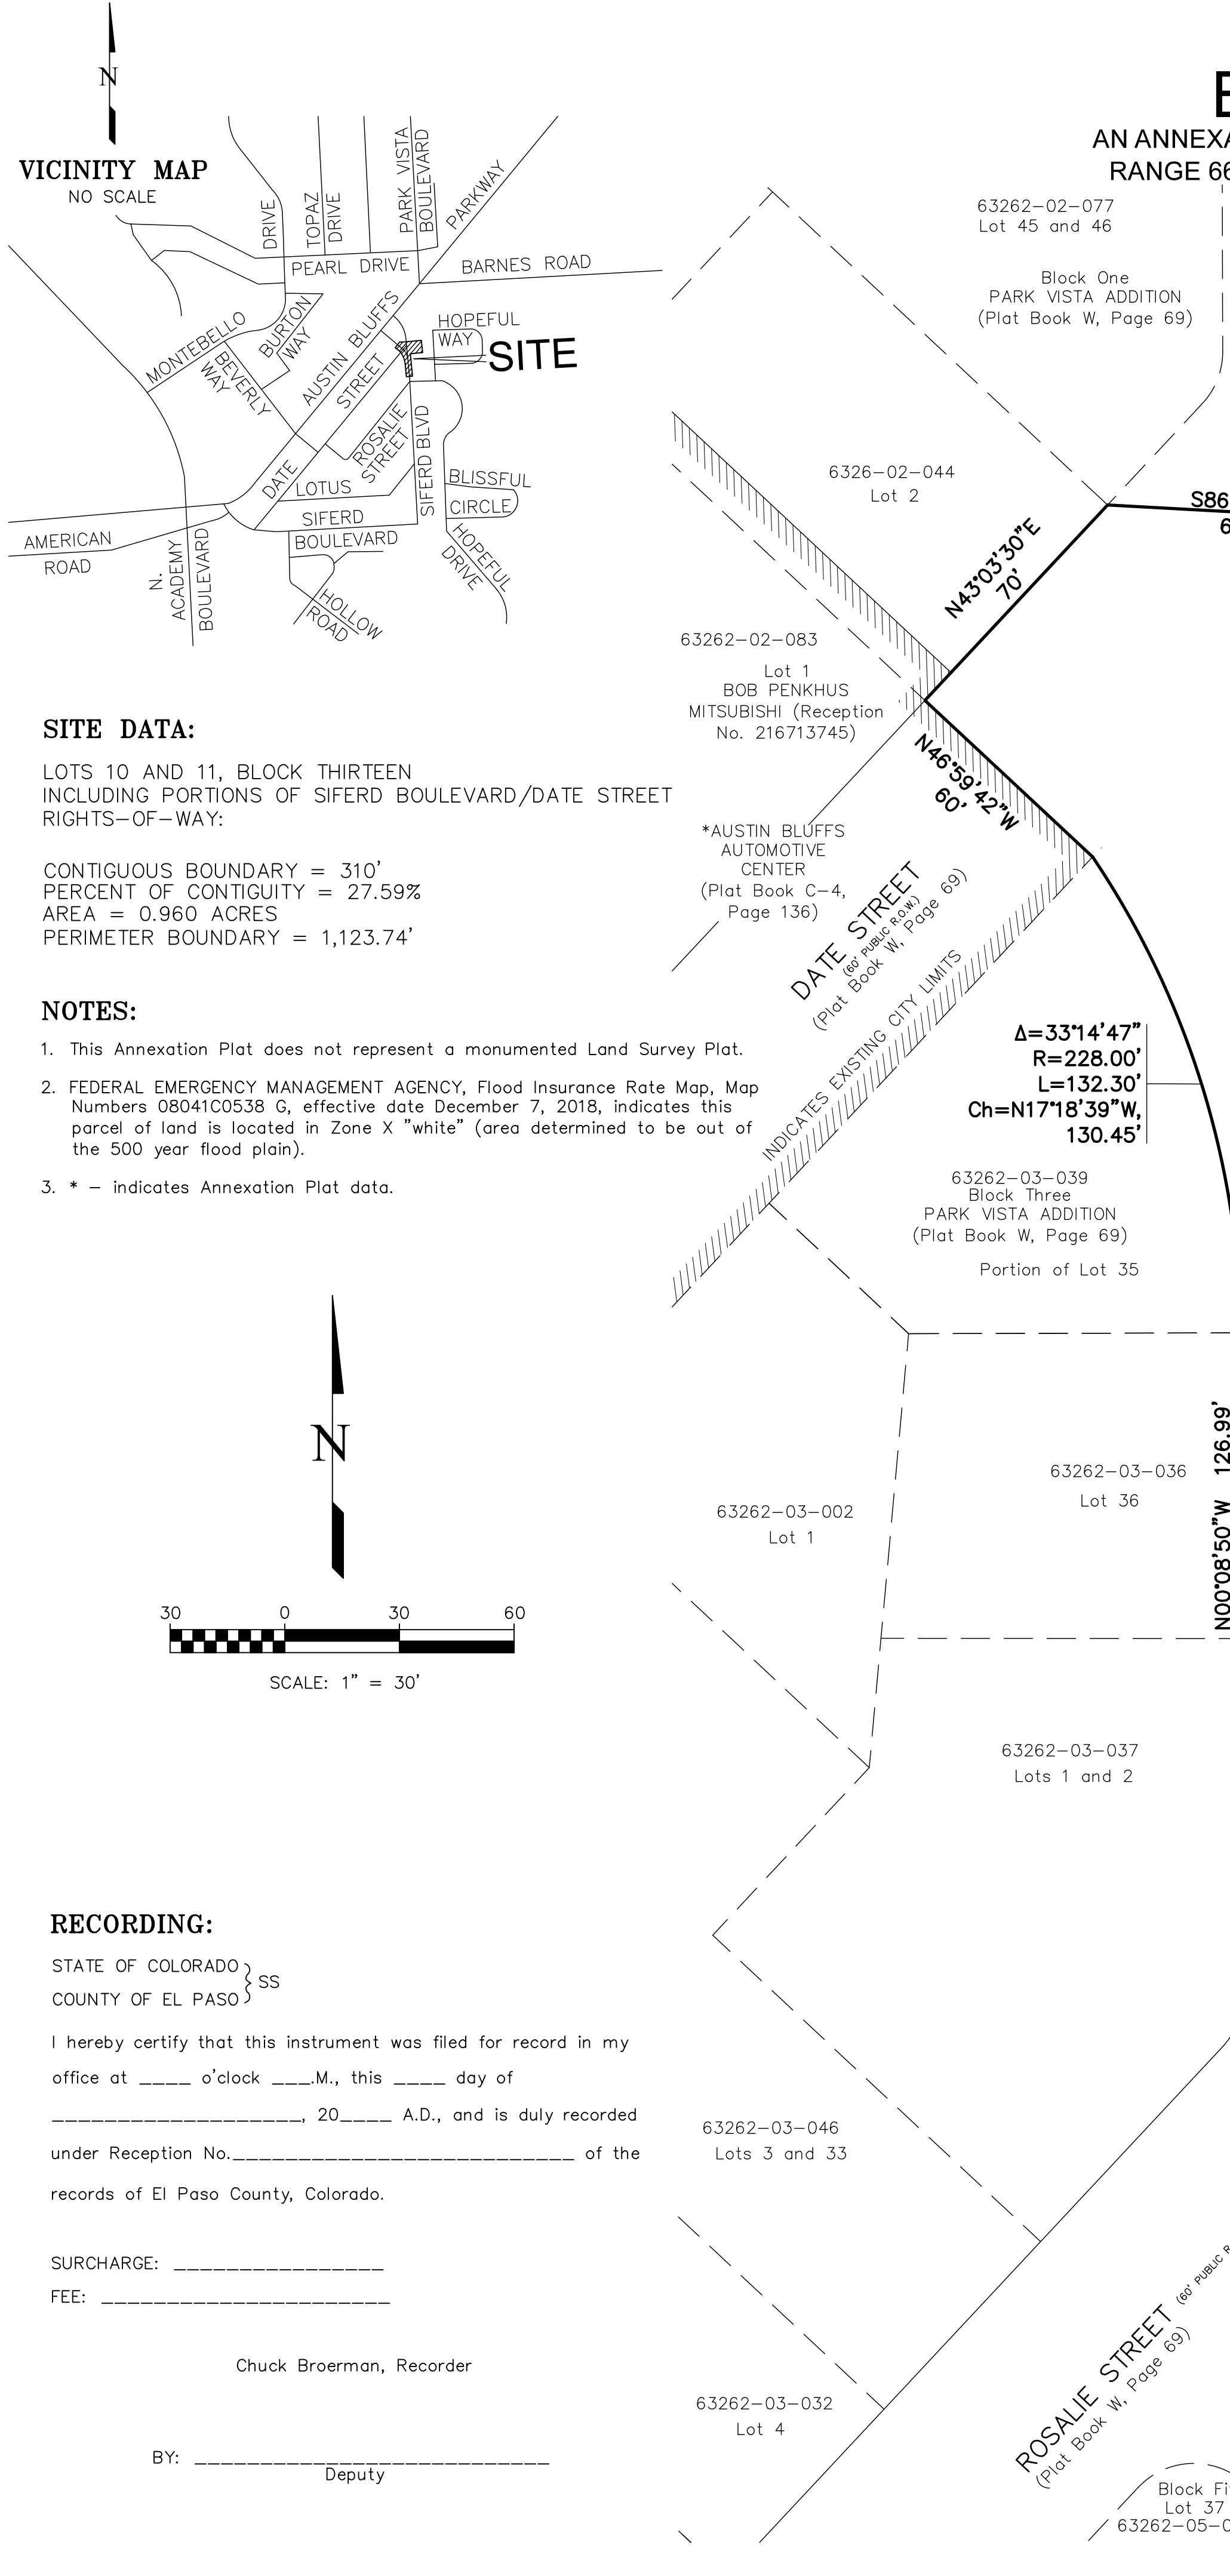 N
VICINITY MAP
NO SCALE
DRIVE
TOPAZ
DRIVE
PARK VISTA
BOULEVARD
PARKWAY
PEARL DRIVE
BARNES ROAD
MONTEBELLO
BURTON
WAY
BEVERLY
WAY
AUSTIN BLUFFS
HOPEFUL
WAY
SITE
STREET
ROSALIE
STREET
SIFERD BLVD
DATE
LOTUS
BLISSFUL
CIRCLE
SIFERD
BOULEVARD
AMERICAN
ROAD
N.
ACADEMY
BOULEVARD
HOPEFUL
DRIVE
HOLLOW
ROAD
SITE DATA:
LOTS 10 AND 11, BLOCK THIRTEEN
INCLUDING PORTIONS OF SIFERD BOULEVARD/DATE STREET
RIGHTS-OF-WAY:
CONTIGUOUS BOUNDARY = 310'
PERCENT OF CONTIGUITY = 27.59%
AREA = 0.960 ACRES
PERIMETER BOUNDARY = 1,123.74'
NOTES:
1. This Annexation Plat does not represent a monumented Land Survey Plat.
2. FEDERAL EMERGENCY MANAGEMENT AGENCY, Flood Insurance Rate Map, Map
Numbers 08041C0538 G, effective date December 7, 2018, indicates this
parcel of land is located in Zone X "white" (area determined to be out of
the 500 year flood plain).
3. * - indicates Annexation Plat data.
N
30 0 30 60
SCALE: 1" = 30'
RECORDING:
STATE OF COLORADO
COUNTY OF EL PASO
} SS
I hereby certify that this instrument was filed for record in my
office at ____ o'clock ___.M., this ____ day of
___________________, 20____ A.D., and is duly recorded
under Reception No.__________________________ of the
records of El Paso County, Colorado.
SURCHARGE: ________________
FEE: ______________________
Chuck Broerman, Recorder
BY: ___________________________
Deputy
AN ANNEXA
RANGE 66
63262-02-077
Lot 45 and 46
Block One
PARK VISTA ADDITION
(Plat Book W, Page 69)
6326-02-044
Lot 2
S86
6
N43°03'30"E
70'
63262-02-083
Lot 1
BOB PENKHUS
MITSUBISHI (Reception
No. 216713745)
N46°59'42"W
60'
*AUSTIN BLUFFS
AUTOMOTIVE
CENTER
(Plat Book C-4,
Page 136)
DATE STREET
(60' PUBLIC R.O.W.)
(Plat Book W, Page 69)
INDICATES EXISTING CITY LIMITS
Δ=33°14'47"
R=228.00'
L=132.30'
Ch=N17°18'39"W,
130.45'
63262-03-039
Block Three
PARK VISTA ADDITION
(Plat Book W, Page 69)
Portion of Lot 35
N00°08'50"W 126.99'
63262-03-036
Lot 36
63262-03-002
Lot 1
63262-03-037
Lots 1 and 2
63262-03-046
Lots 3 and 33
63262-03-032
Lot 4
ROSALIE STREET
(60' PUBLIC R
(Plat Book W, Page 69)
Block Fi
Lot 37
63262-05-0